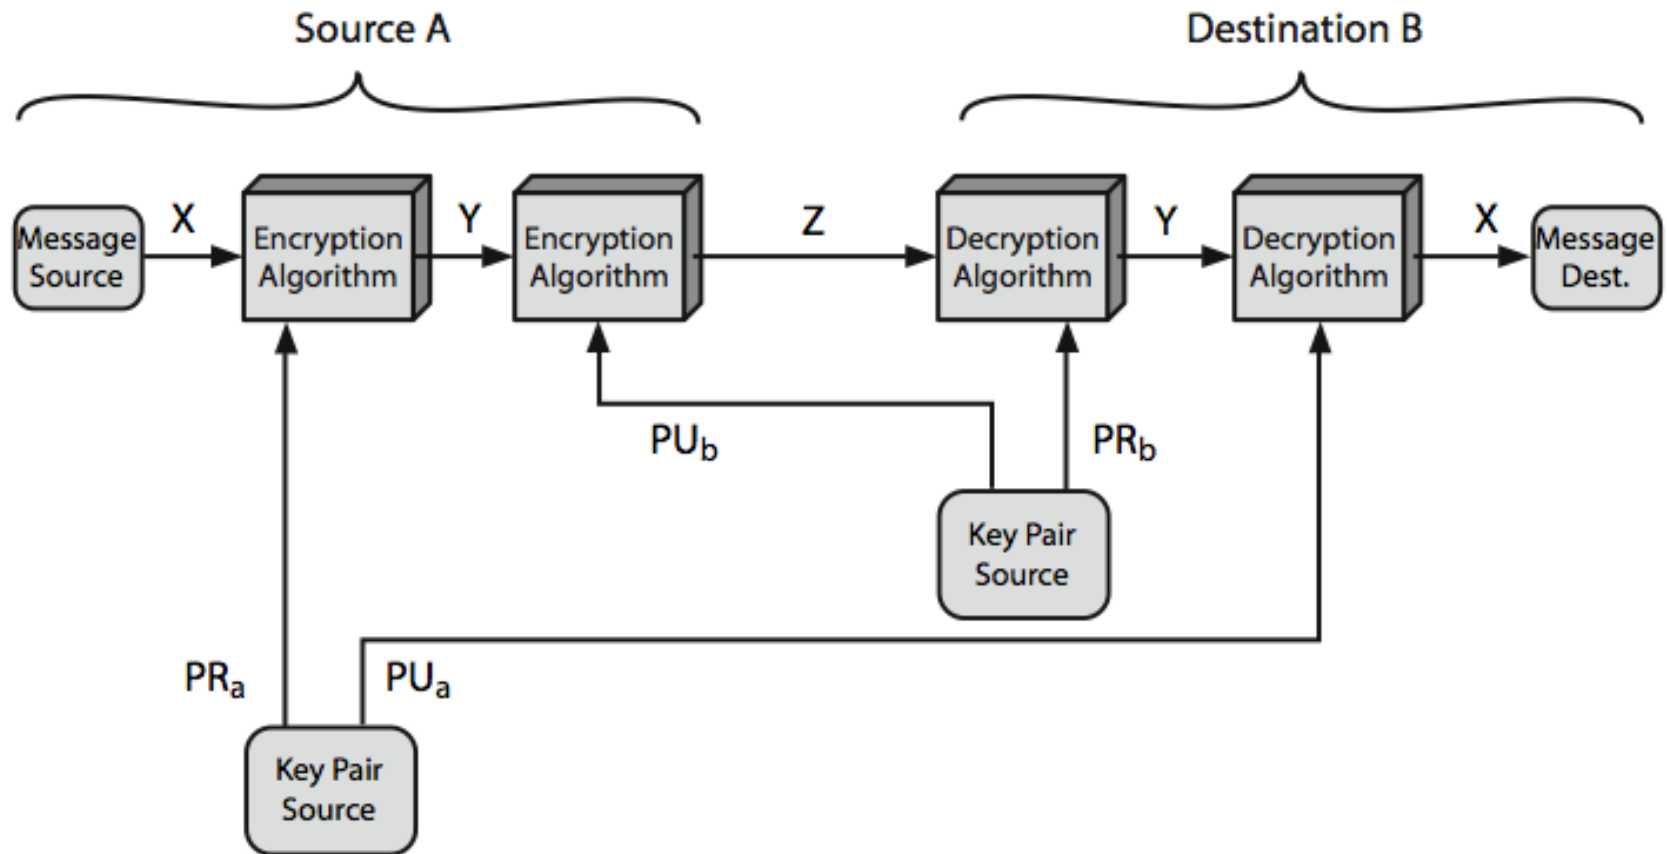 Source A
Destination B
Message
Source
X
Encryption
Algorithm
Y
Encryption
Algorithm
Z
Decryption
Algorithm
Y
Decryption
Algorithm
X
Message
Dest.
PUb
PRb
Key Pair
Source
PRa
PUa
Key Pair
Source